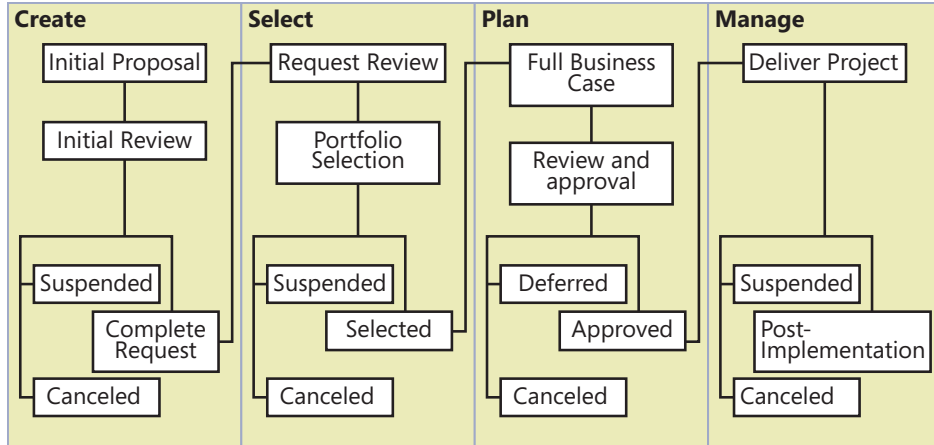 Create
Initial Proposal
Initial Review
Suspended
Complete
Request
Canceled
Select
Request Review
Portfolio
Selection
Suspended
Selected
Canceled
Plan
Full Business
Case
Review and
approval
Deferred
Approved
Canceled
Manage
Deliver Project
Suspended
Post-
Implementation
Canceled